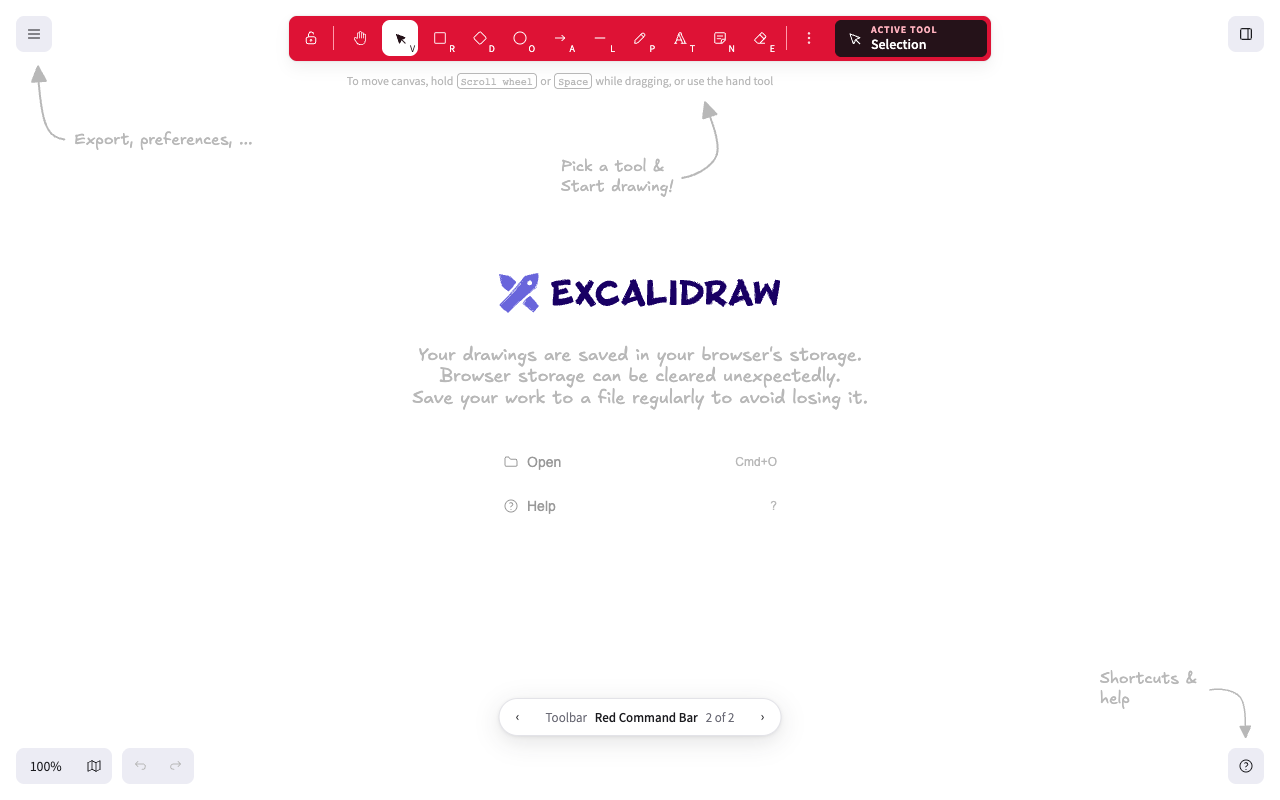 V R D O A L P T N E
ACTIVE TOOL
Selection
To move canvas, hold Scroll wheel or Space while dragging, or use the hand tool
Export, preferences, ...
Pick a tool &
Start drawing!
EXCALIDRAW
Your drawings are saved in your browser's storage.
Browser storage can be cleared unexpectedly.
Save your work to a file regularly to avoid losing it.
Open Cmd+O
Help ?
Shortcuts &
help
‹ Toolbar Red Command Bar 2 of 2 ›
100%